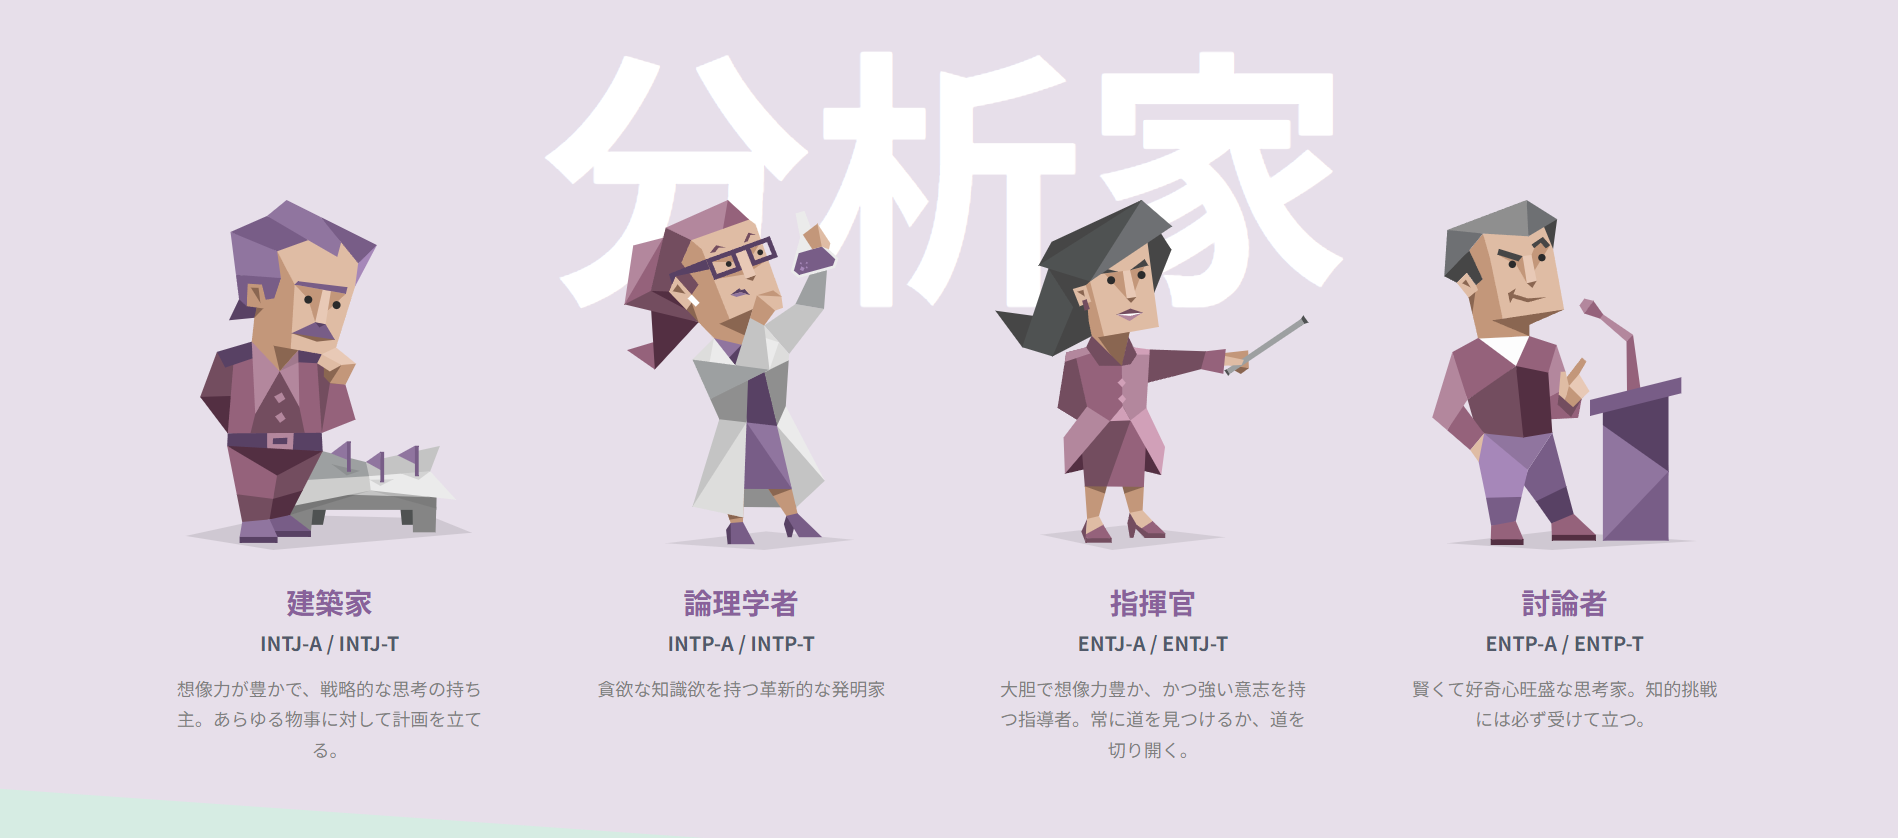 分析家
建築家
INTJ-A / INTJ-T
想像力が豊かで、戦略的な思考の持ち
主。あらゆる物事に対して計画を立て
る。
論理学者
INTP-A / INTP-T
貪欲な知識欲を持つ革新的な発明家
指揮官
ENTJ-A / ENTJ-T
大胆で想像力豊か、かつ強い意志を持
つ指導者。常に道を見つけるか、道を
切り開く。
討論者
ENTP-A / ENTP-T
賢くて好奇心旺盛な思考家。知的挑戦
には必ず受けて立つ。